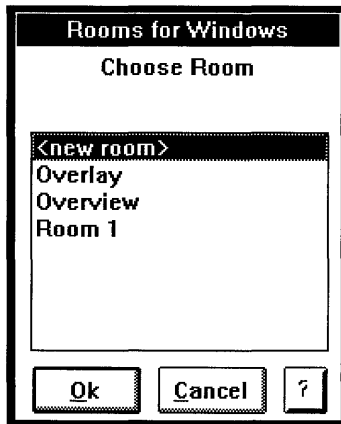 Rooms for Windows
Choose Room
<new room>
Overlay
Overview
Room 1
Ok Cancel ?